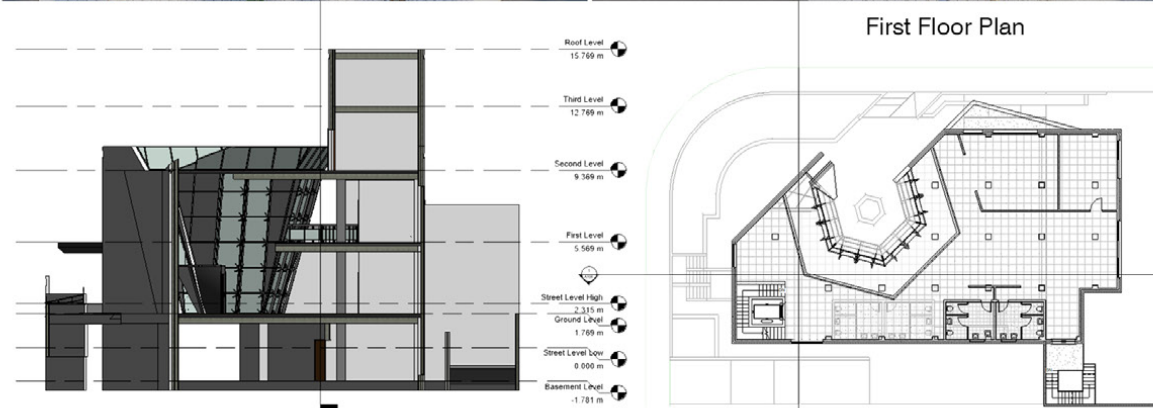 First Floor Plan
Roof Level
15.769 m
Third Level
12.769 m
Second Level
9.369 m
First Level
5.569 m
Street Level High
2.315 m
Ground Level
1.769 m
Street Level Low
0.000 m
Basement Level
-1.781 m